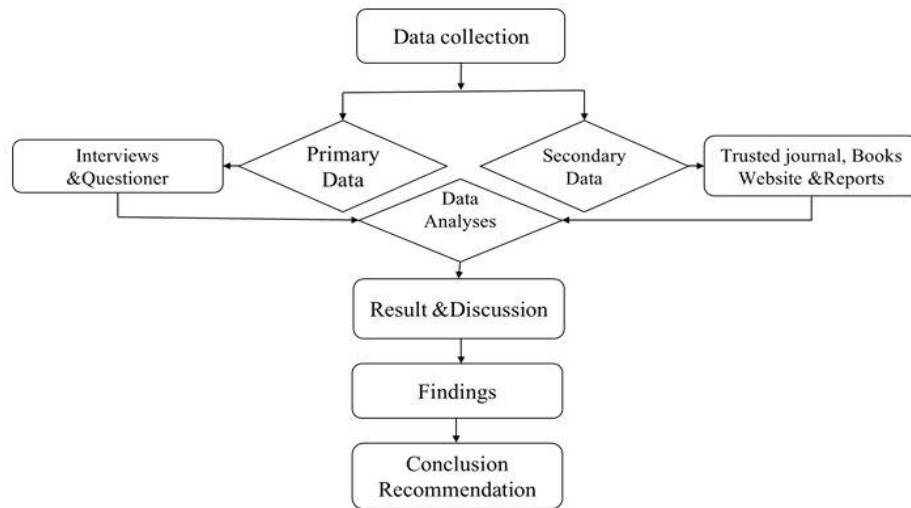 Data collection
Primary
Data
Secondary
Data
Interviews
&Questioner
Trusted journal, Books
Website &Reports
Data
Analyses
Result &Discussion
Findings
Conclusion
Recommendation